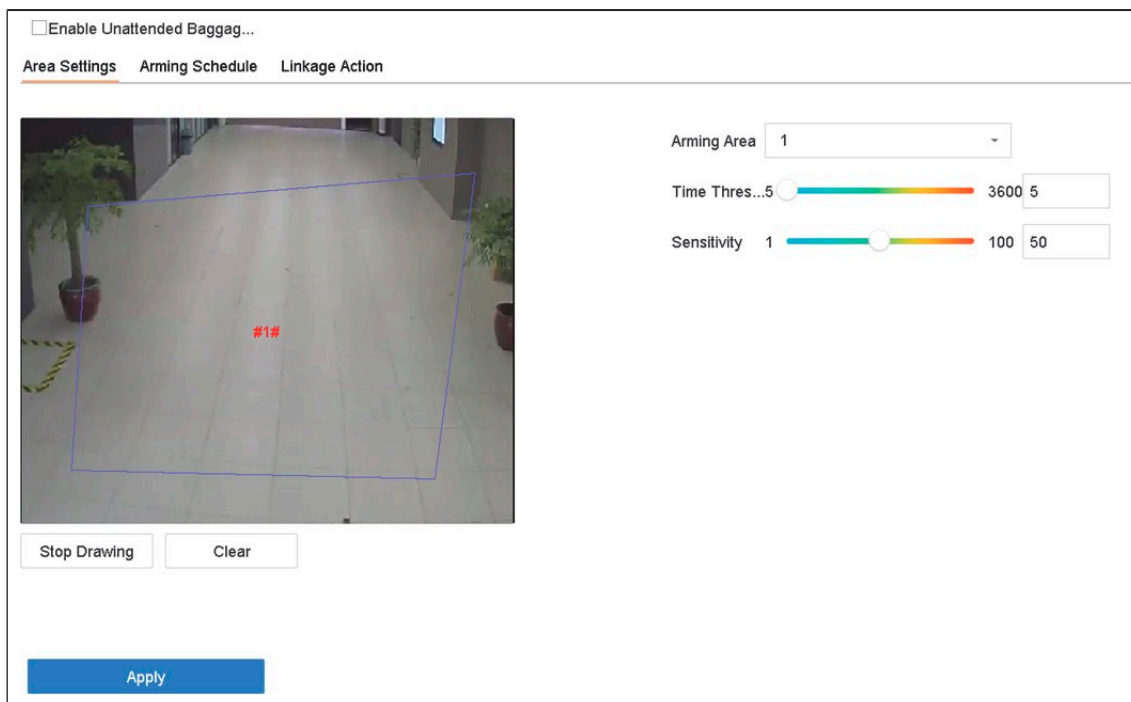 Enable Unattended Baggag...
Area Settings Arming Schedule Linkage Action
Arming Area 1
Time Thres...5 3600 5
Sensitivity 1 100 50
#1#
Stop Drawing Clear
Apply